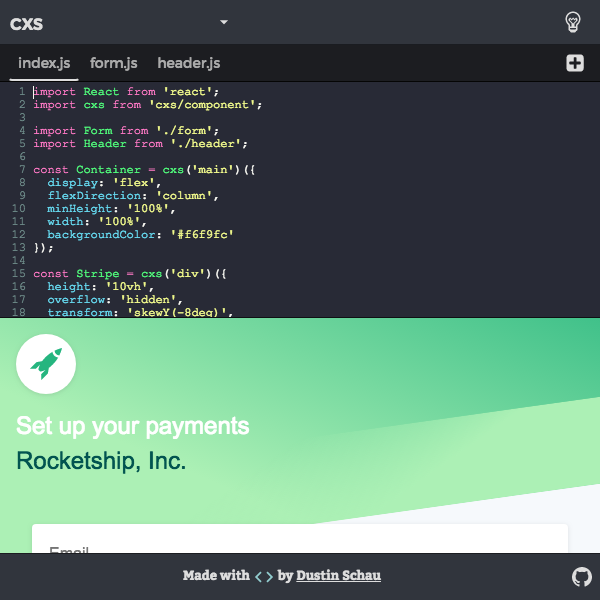 CXS
index.js form.js header.js
1 import React from 'react';
2 import cxs from 'cxs/component';
3
4 import Form from './form';
5 import Header from './header';
6
7 const Container = cxs('main')({
8 display: 'flex',
9 flexDirection: 'column',
10 minHeight: '100%',
11 width: '100%',
12 backgroundColor: '#f6f9fc'
13 });
14
15 const Stripe = cxs('div')({
16 height: '10vh',
17 overflow: 'hidden',
18 transform: 'skewY(-8deg)',
Set up your payments
Rocketship, Inc.
Email
Made with <> by Dustin Schau